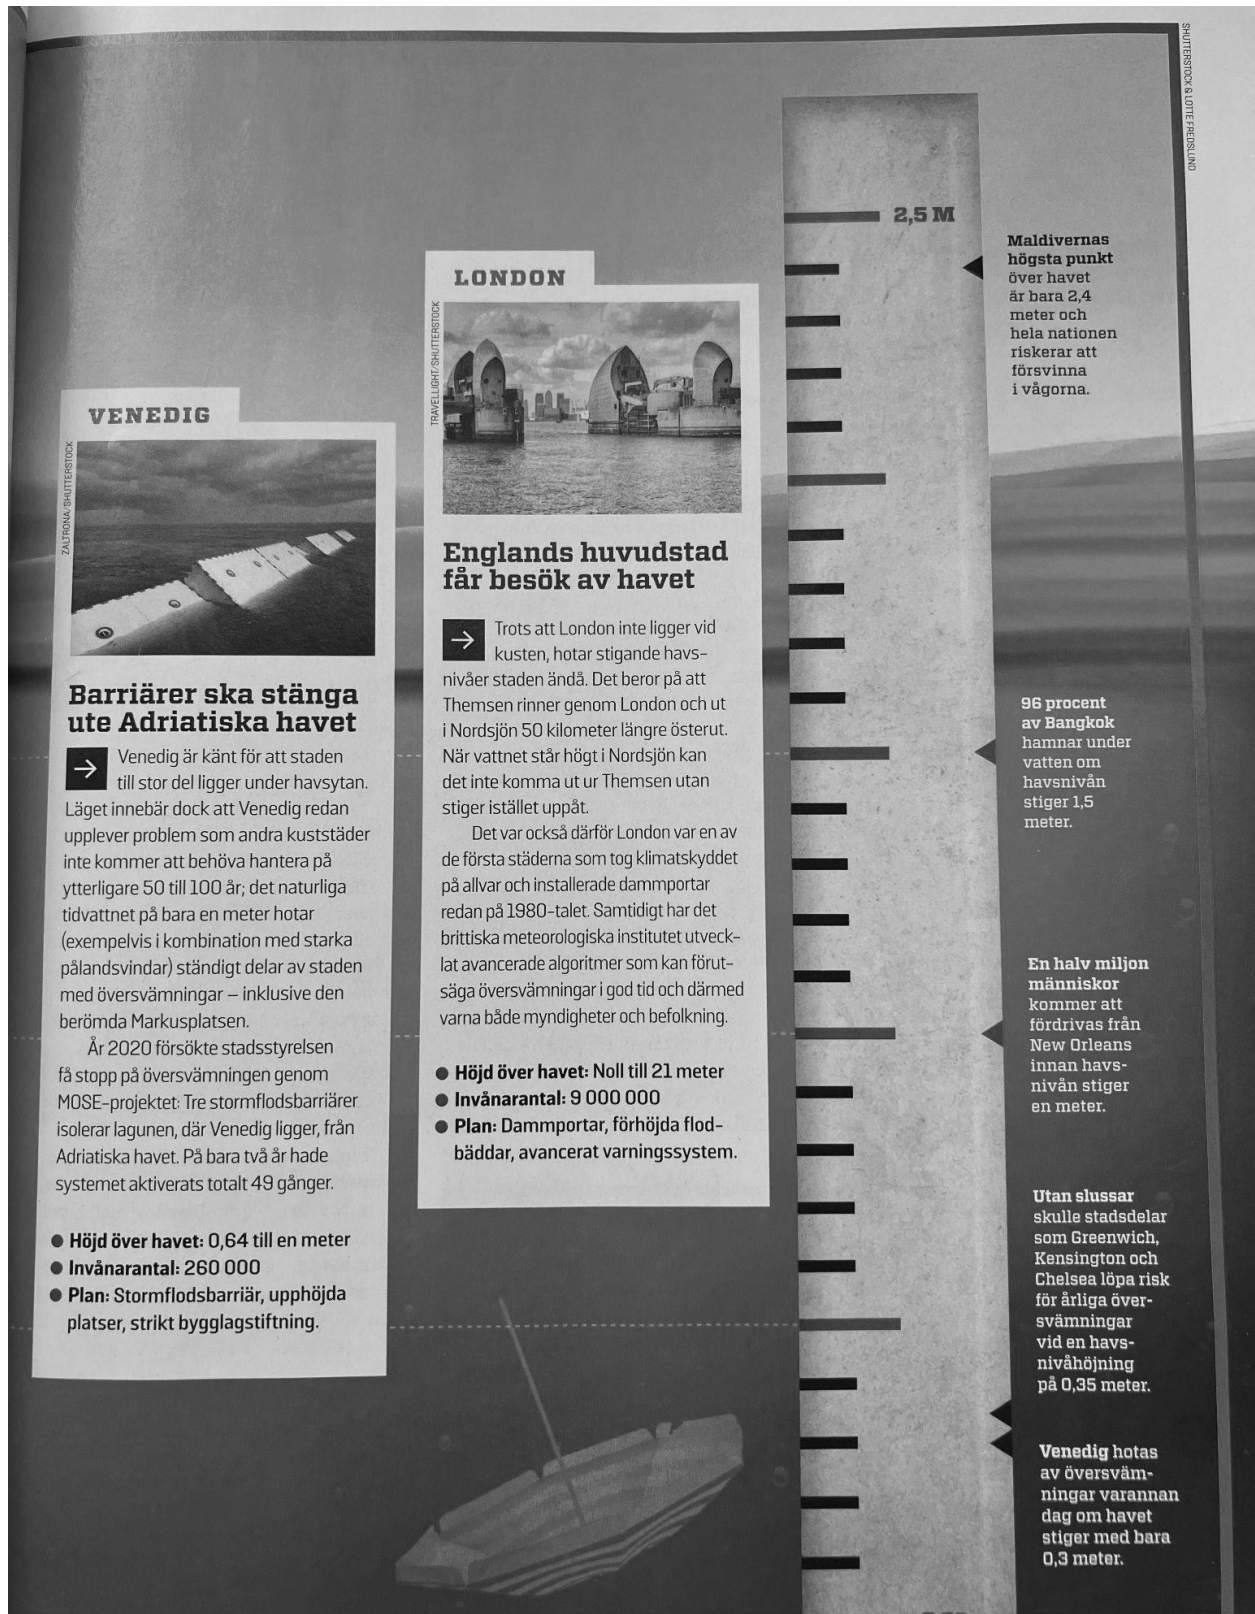 SHUTTERSTOCK & LOTTE FREDSLUND
VENEDIG
ZALTRONA/SHUTTERSTOCK
Barriärer ska stänga
ute Adriatiska havet
Venedig är känt för att staden
till stor del ligger under havsytan.
Läget innebär dock att Venedig redan
upplever problem som andra kuststäder
inte kommer att behöva hantera på
ytterligare 50 till 100 år; det naturliga
tidvattnet på bara en meter hotar
(exempelvis i kombination med starka
pålandsvindar) ständigt delar av staden
med översvämningar – inklusive den
berömda Markusplatsen.
År 2020 försökte stadsstyrelsen
få stopp på översvämningen genom
MOSE-projektet: Tre stormflodsbarriärer
isolerar lagunen, där Venedig ligger, från
Adriatiska havet. På bara två år hade
systemet aktiverats totalt 49 gånger.
● Höjd över havet: 0,64 till en meter
● Invånarantal: 260 000
● Plan: Stormflodsbarriär, upphöjda
platser, strikt bygglagstiftning.
LONDON
TRAVELLIGHT/SHUTTERSTOCK
Englands huvudstad
får besök av havet
Trots att London inte ligger vid
kusten, hotar stigande havs-
nivåer staden ändå. Det beror på att
Themsen rinner genom London och ut
i Nordsjön 50 kilometer längre österut.
När vattnet står högt i Nordsjön kan
det inte komma ut ur Themsen utan
stiger istället uppåt.
Det var också därför London var en av
de första städerna som tog klimatskyddet
på allvar och installerade dammportar
redan på 1980-talet. Samtidigt har det
brittiska meteorologiska institutet utveck-
lat avancerade algoritmer som kan förut-
säga översvämningar i god tid och därmed
varna både myndigheter och befolkning.
● Höjd över havet: Noll till 21 meter
● Invånarantal: 9 000 000
● Plan: Dammportar, förhöjda flod-
bäddar, avancerat varningssystem.
2,5 M
Maldivernas
högsta punkt
över havet
är bara 2,4
meter och
hela nationen
riskerar att
försvinna
i vågorna.
96 procent
av Bangkok
hamnar under
vatten om
havsnivån
stiger 1,5
meter.
En halv miljon
människor
kommer att
fördrivas från
New Orleans
innan havs-
nivån stiger
en meter.
Utan slussar
skulle stadsdelar
som Greenwich,
Kensington och
Chelsea löpa risk
för årliga över-
svämningar
vid en havs-
nivåhöjning
på 0,35 meter.
Venedig hotas
av översväm-
ningar varannan
dag om havet
stiger med bara
0,3 meter.